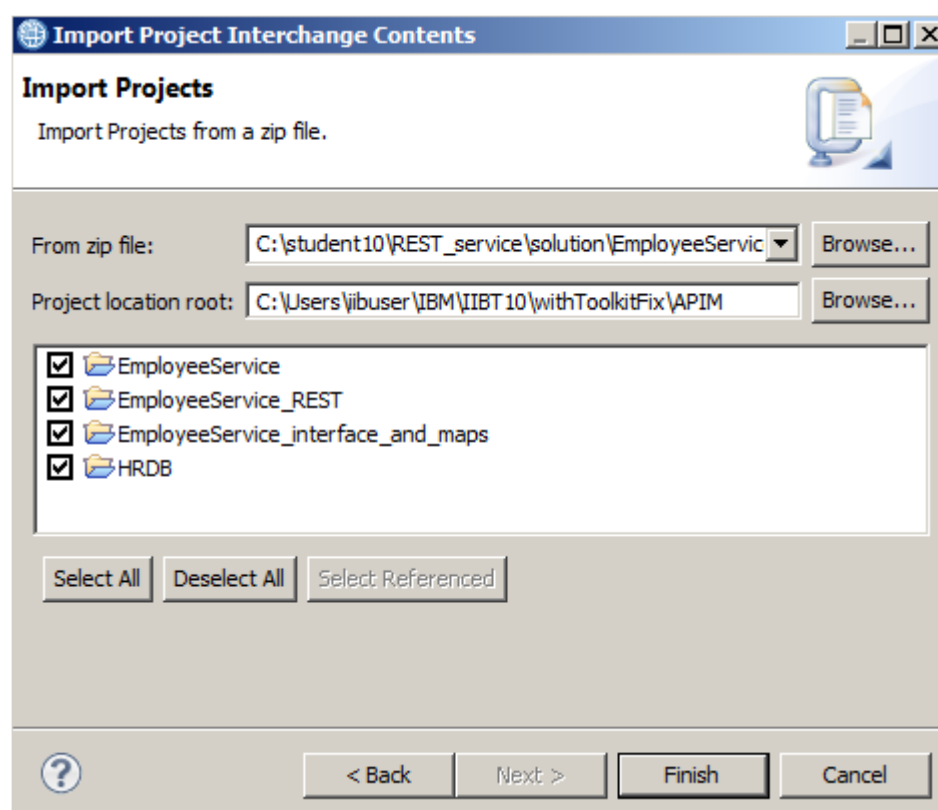 Import Project Interchange Contents
Import Projects
Import Projects from a zip file.
From zip file: C:\student10\REST_service\solution\EmployeeServic Browse...
Project location root: C:\Users\iibuser\IBM\IIBT10\withToolkitFix\APIM Browse...
EmployeeService
EmployeeService_REST
EmployeeService_interface_and_maps
HRDB
Select All Deselect All Select Referenced
? < Back Next > Finish Cancel